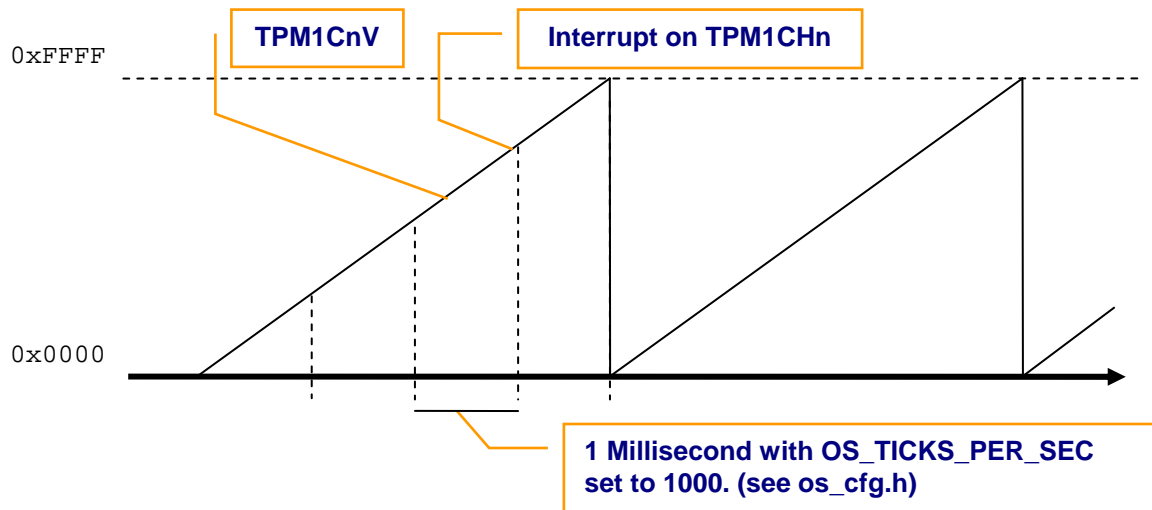 TPM1CnV
Interrupt on TPM1CHn
0xFFFF
0x0000
1 Millisecond with OS_TICKS_PER_SEC
set to 1000. (see os_cfg.h)